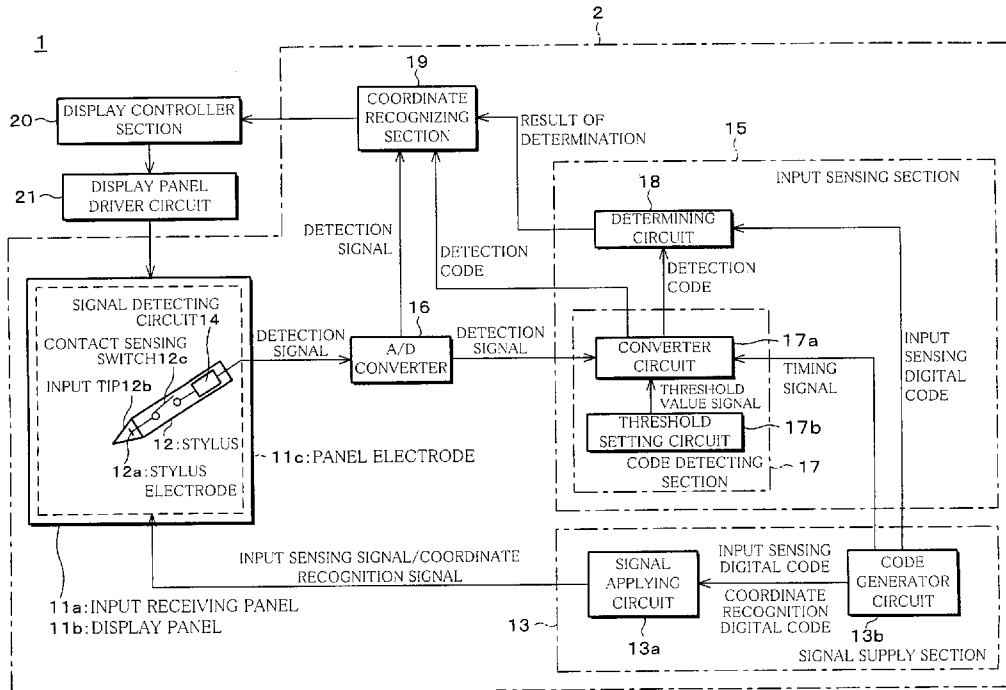 1
2
19
COORDINATE
RECOGNIZING
SECTION
20
DISPLAY CONTROLLER
SECTION
RESULT OF
DETERMINATION
15
INPUT SENSING SECTION
21
DISPLAY PANEL
DRIVER CIRCUIT
18
DETERMINING
CIRCUIT
DETECTION
SIGNAL
DETECTION
CODE
DETECTION
CODE
SIGNAL DETECTING
CIRCUIT14
CONTACT SENSING
SWITCH12c
INPUT TIP12b
12:STYLUS
12a:STYLUS
ELECTRODE
DETECTION
SIGNAL
16
A/D
CONVERTER
DETECTION
SIGNAL
CONVERTER
CIRCUIT
17a
TIMING
SIGNAL
INPUT
SENSING
DIGITAL
CODE
THRESHOLD
VALUE SIGNAL
THRESHOLD
SETTING CIRCUIT
17b
CODE DETECTING
SECTION
17
11c:PANEL ELECTRODE
INPUT SENSING SIGNAL/COORDINATE
RECOGNITION SIGNAL
SIGNAL
APPLYING
CIRCUIT
13a
INPUT SENSING
DIGITAL CODE
COORDINATE
RECOGNITION
DIGITAL CODE
CODE
GENERATOR
CIRCUIT
13b
13
SIGNAL SUPPLY SECTION
11a:INPUT RECEIVING PANEL
11b:DISPLAY PANEL